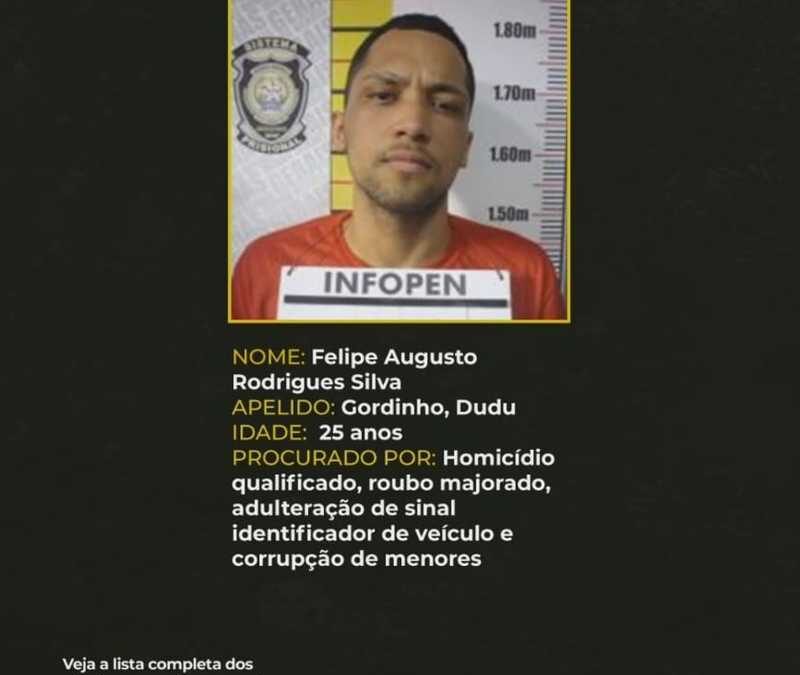 SISTEMA
PRISIONAL
1.80m
1.70m
1.60m
1.50m
INFOPEN
NOME: Felipe Augusto
Rodrigues Silva
APELIDO: Gordinho, Dudu
IDADE: 25 anos
PROCURADO POR: Homicídio
qualificado, roubo majorado,
adulteração de sinal
identificador de veículo e
corrupção de menores
Veja a lista completa dos